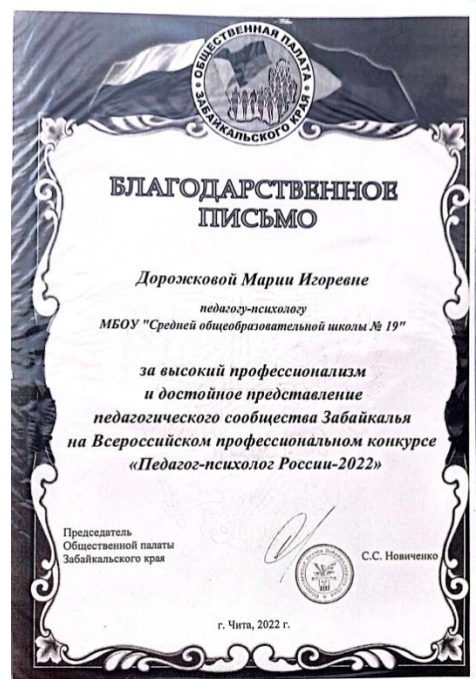 ОБЩЕСТВЕННАЯ ПАЛАТА
ЗАБАЙКАЛЬСКОГО КРАЯ
БЛАГОДАРСТВЕННОЕ
ПИСЬМО
Дорожковой Марии Игоревне
педагогу-психологу
МБОУ "Средней общеобразовательной школы № 19"
за высокий профессионализм
и достойное представление
педагогического сообщества Забайкалья
на Всероссийском профессиональном конкурсе
«Педагог-психолог России-2022»
Председатель
Общественной палаты
Забайкальского края
С.С. Новиченко
г. Чита, 2022 г.